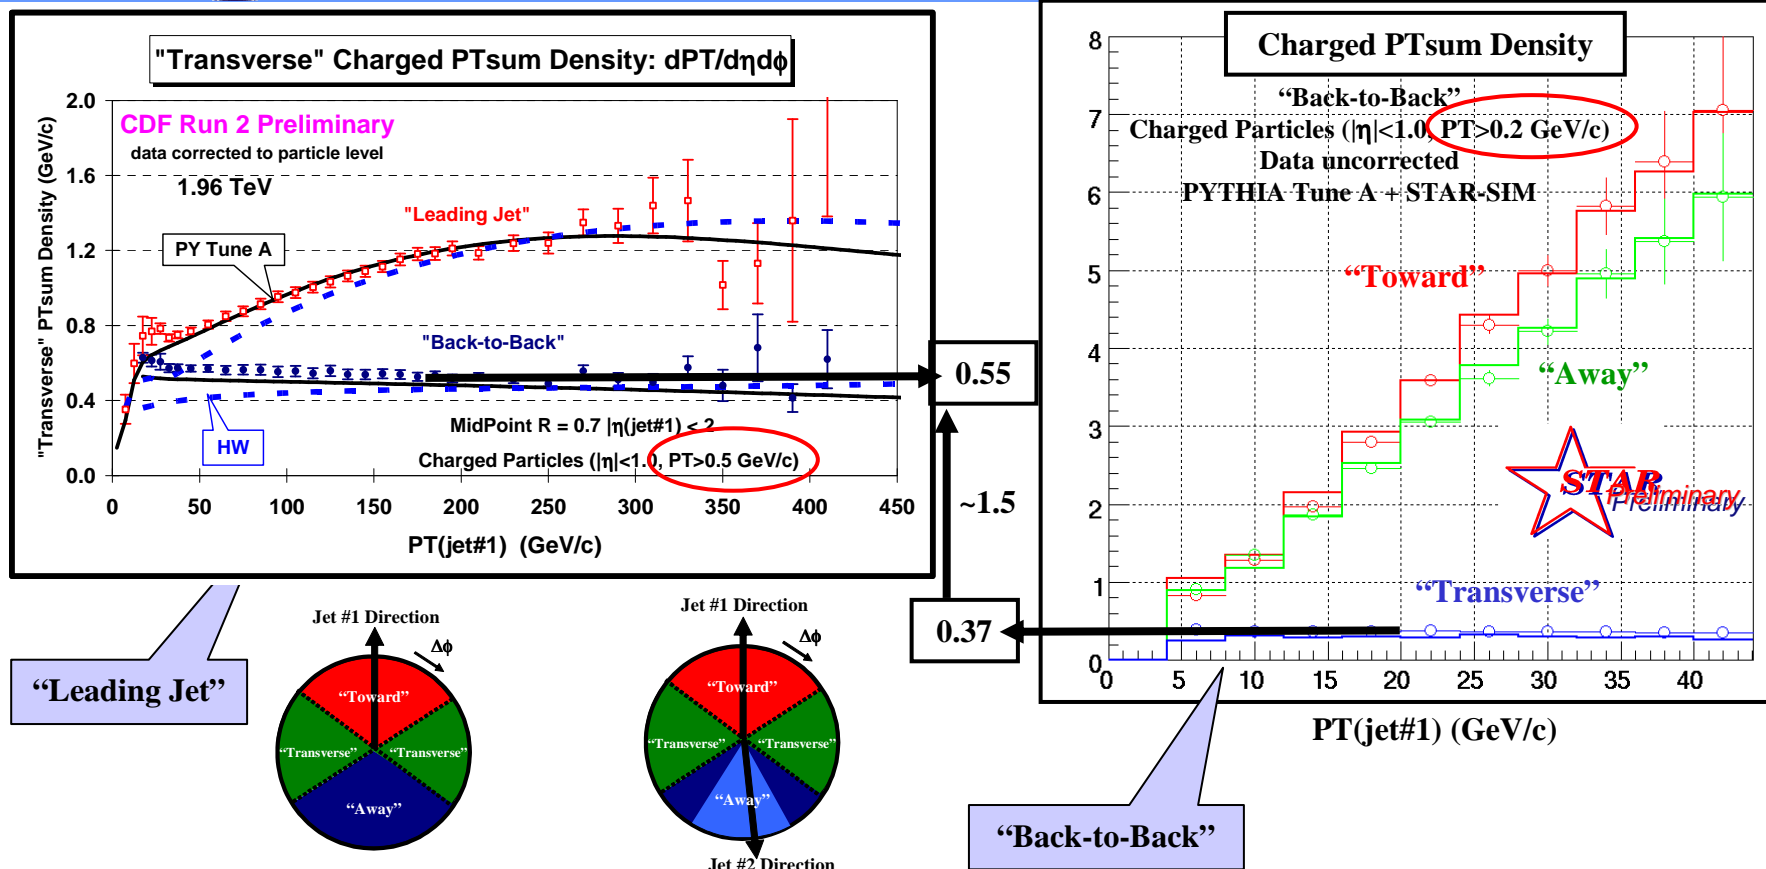 "Transverse" Charged PTsum Density: dPT/dηdϕ
"Transverse" PTsum Density (GeV/c)
2.0
1.6
1.2
0.8
0.4
0.0
CDF Run 2 Preliminary
data corrected to particle level
1.96 TeV
"Leading Jet"
PY Tune A
"Back-to-Back"
HW
MidPoint R = 0.7 |η(jet#1) < 2
Charged Particles (|η|<1.0, PT>0.5 GeV/c)
0 50 100 150 200 250 300 350 400 450
PT(jet#1) (GeV/c)
0.55
~1.5
0.37
Charged PTsum Density
“Back-to-Back”
Charged Particles (|η|<1.0, PT>0.2 GeV/c)
Data uncorrected
PYTHIA Tune A + STAR-SIM
8
7
6
5
4
3
2
1
0
“Toward”
“Away”
STAR
Preliminary
“Transverse”
0 5 10 15 20 25 30 35 40
PT(jet#1) (GeV/c)
“Leading Jet”
Jet #1 Direction
Δϕ
“Toward”
“Transverse” “Transverse”
“Away”
Jet #1 Direction
Δϕ
“Toward”
“Transverse” “Transverse”
“Away”
Jet #2 Direction
“Back-to-Back”